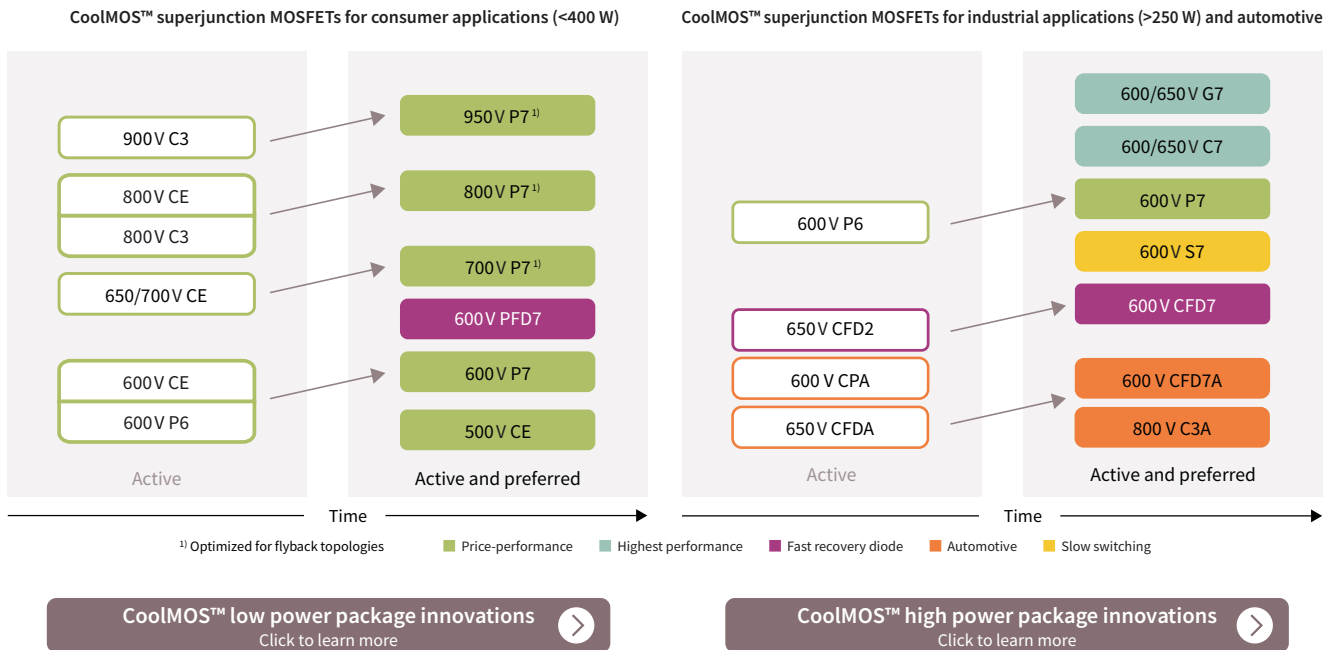 CoolMOS™ superjunction MOSFETs for consumer applications (<400 W)
900 V C3
800 V CE
800 V C3
650/700 V CE
600 V CE
600 V P6
Active
950 V P7 1)
800 V P7 1)
700 V P7 1)
600 V PFD7
600 V P7
500 V CE
Active and preferred
Time
CoolMOS™ superjunction MOSFETs for industrial applications (>250 W) and automotive
600 V P6
650 V CFD2
600 V CPA
650 V CFDA
Active
600/650 V G7
600/650 V C7
600 V P7
600 V S7
600 V CFD7
600 V CFD7A
800 V C3A
Active and preferred
Time
1) Optimized for flyback topologies
Price-performance
Highest performance
Fast recovery diode
Automotive
Slow switching
CoolMOS™ low power package innovations
Click to learn more
CoolMOS™ high power package innovations
Click to learn more